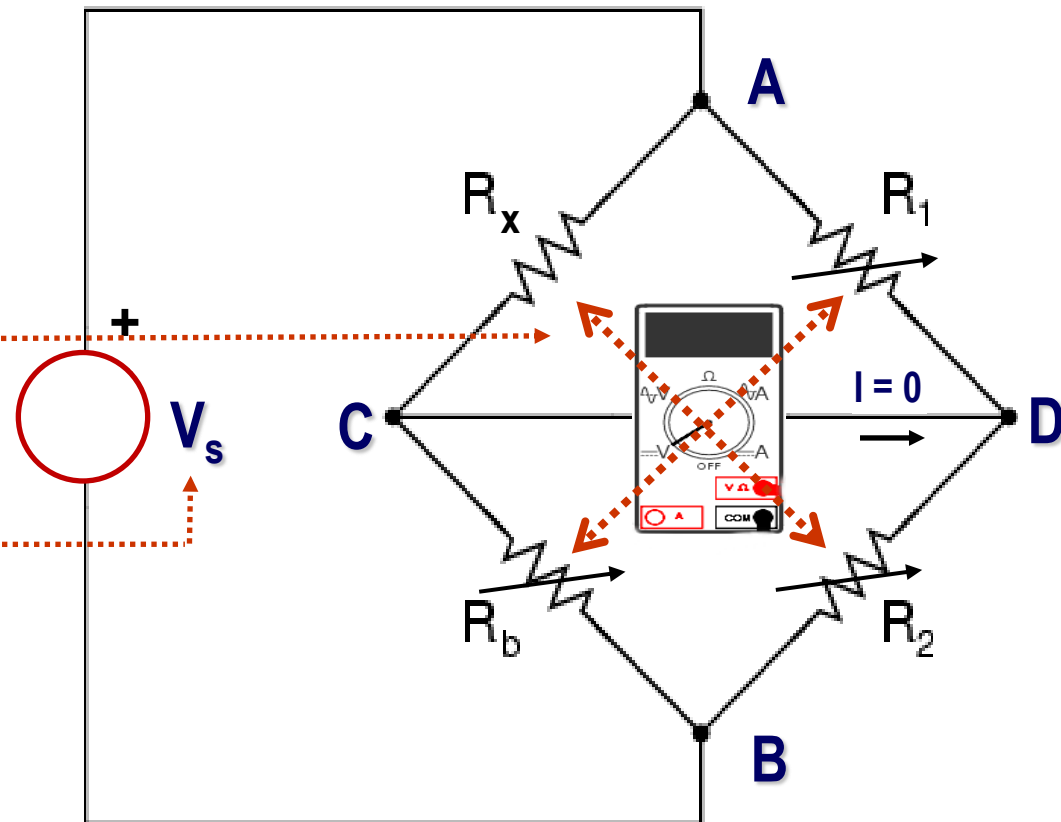 A
Rx
R1
+
Ω
∿V
∿A
I = 0
C
Vs
D
V
A
OFF
V Ω
A
COM
Rb
R2
B